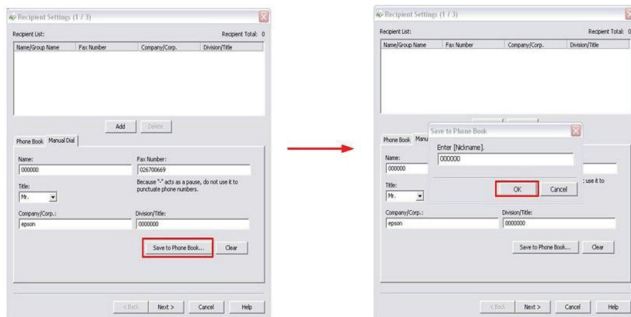 Recipient Settings (1 / 3)
Recipient List: Recipient Total: 0
Name/Group Name Fax Number Company/Corp. Division/Title
Add Delete
Phone Book Manual Dial
Name: Fax Number:
000000 026700669
Title: Because "-" acts as a pause, do not use it to
punctuate phone numbers.
Mr.
Company/Corp.: Division/Title:
epson 0000000
Save to Phone Book... Clear
< Back Next > Cancel Help
Recipient Settings (1 / 3)
Recipient List: Recipient Total: 0
Name/Group Name Fax Number Company/Corp. Division/Title
Phone Book Manu
Save to Phone Book
Enter [Nickname].
000000
OK Cancel
Name:
000000
Title: use it to
Mr.
Company/Corp.: Division/Title:
epson 0000000
Save to Phone Book... Clear
< Back Next > Cancel Help